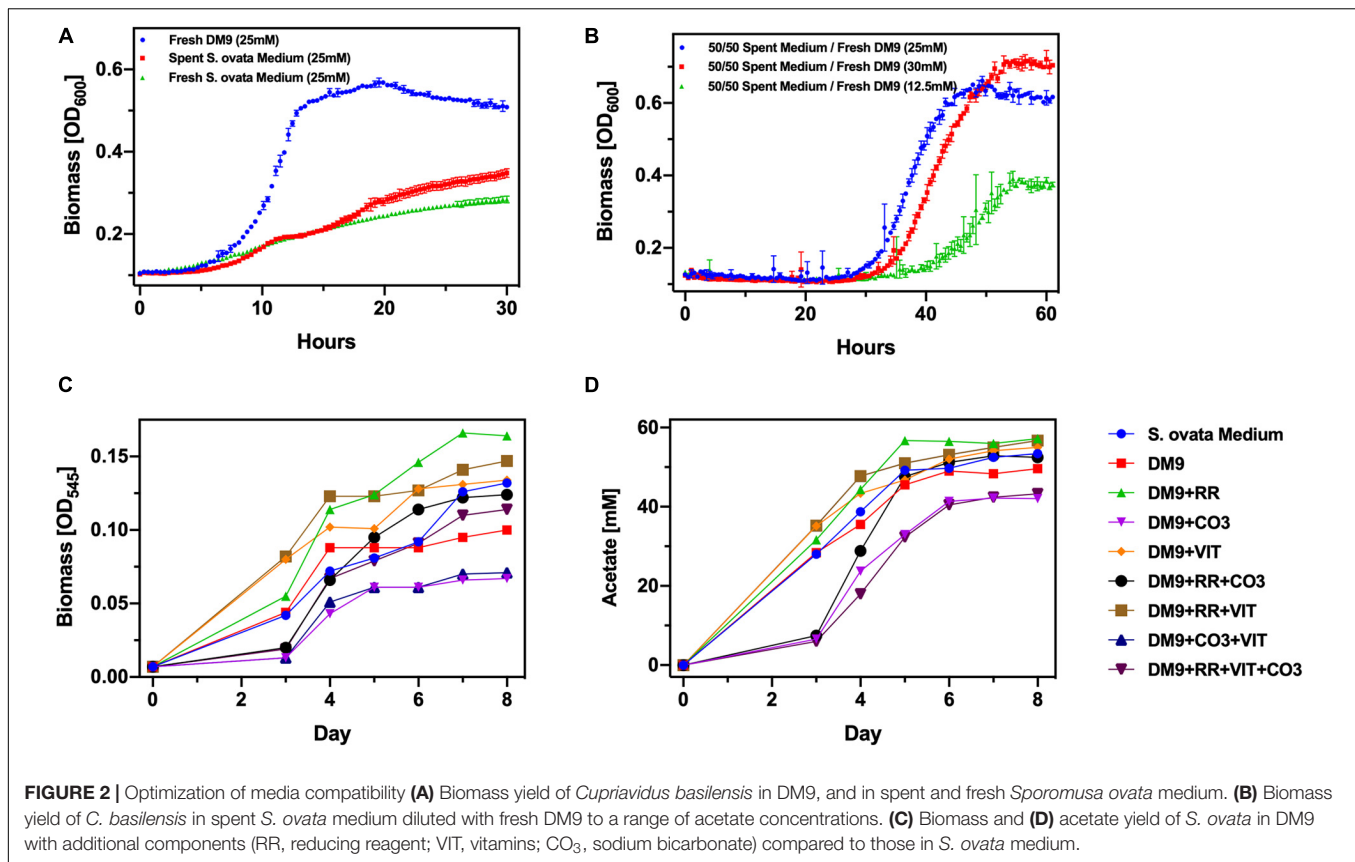 A
Fresh DM9 (25mM)
Spent S. ovata Medium (25mM)
Fresh S. ovata Medium (25mM)
Biomass [OD600]
0.6
0.4
0.2
0 10 20 30
Hours
B
50/50 Spent Medium / Fresh DM9 (25mM)
50/50 Spent Medium / Fresh DM9 (30mM)
50/50 Spent Medium / Fresh DM9 (12.5mM)
Biomass [OD600]
0.6
0.4
0.2
0 20 40 60
Hours
C
Biomass [OD545]
0.15
0.10
0.05
0.00
0 2 4 6 8
Day
D
Acetate [mM]
60
40
20
0
0 2 4 6 8
Day
S. ovata Medium
DM9
DM9+RR
DM9+CO3
DM9+VIT
DM9+RR+CO3
DM9+RR+VIT
DM9+CO3+VIT
DM9+RR+VIT+CO3
FIGURE 2 | Optimization of media compatibility (A) Biomass yield of Cupriavidus basilensis in DM9, and in spent and fresh Sporomusa ovata medium. (B) Biomass
yield of C. basilensis in spent S. ovata medium diluted with fresh DM9 to a range of acetate concentrations. (C) Biomass and (D) acetate yield of S. ovata in DM9
with additional components (RR, reducing reagent; VIT, vitamins; CO3, sodium bicarbonate) compared to those in S. ovata medium.